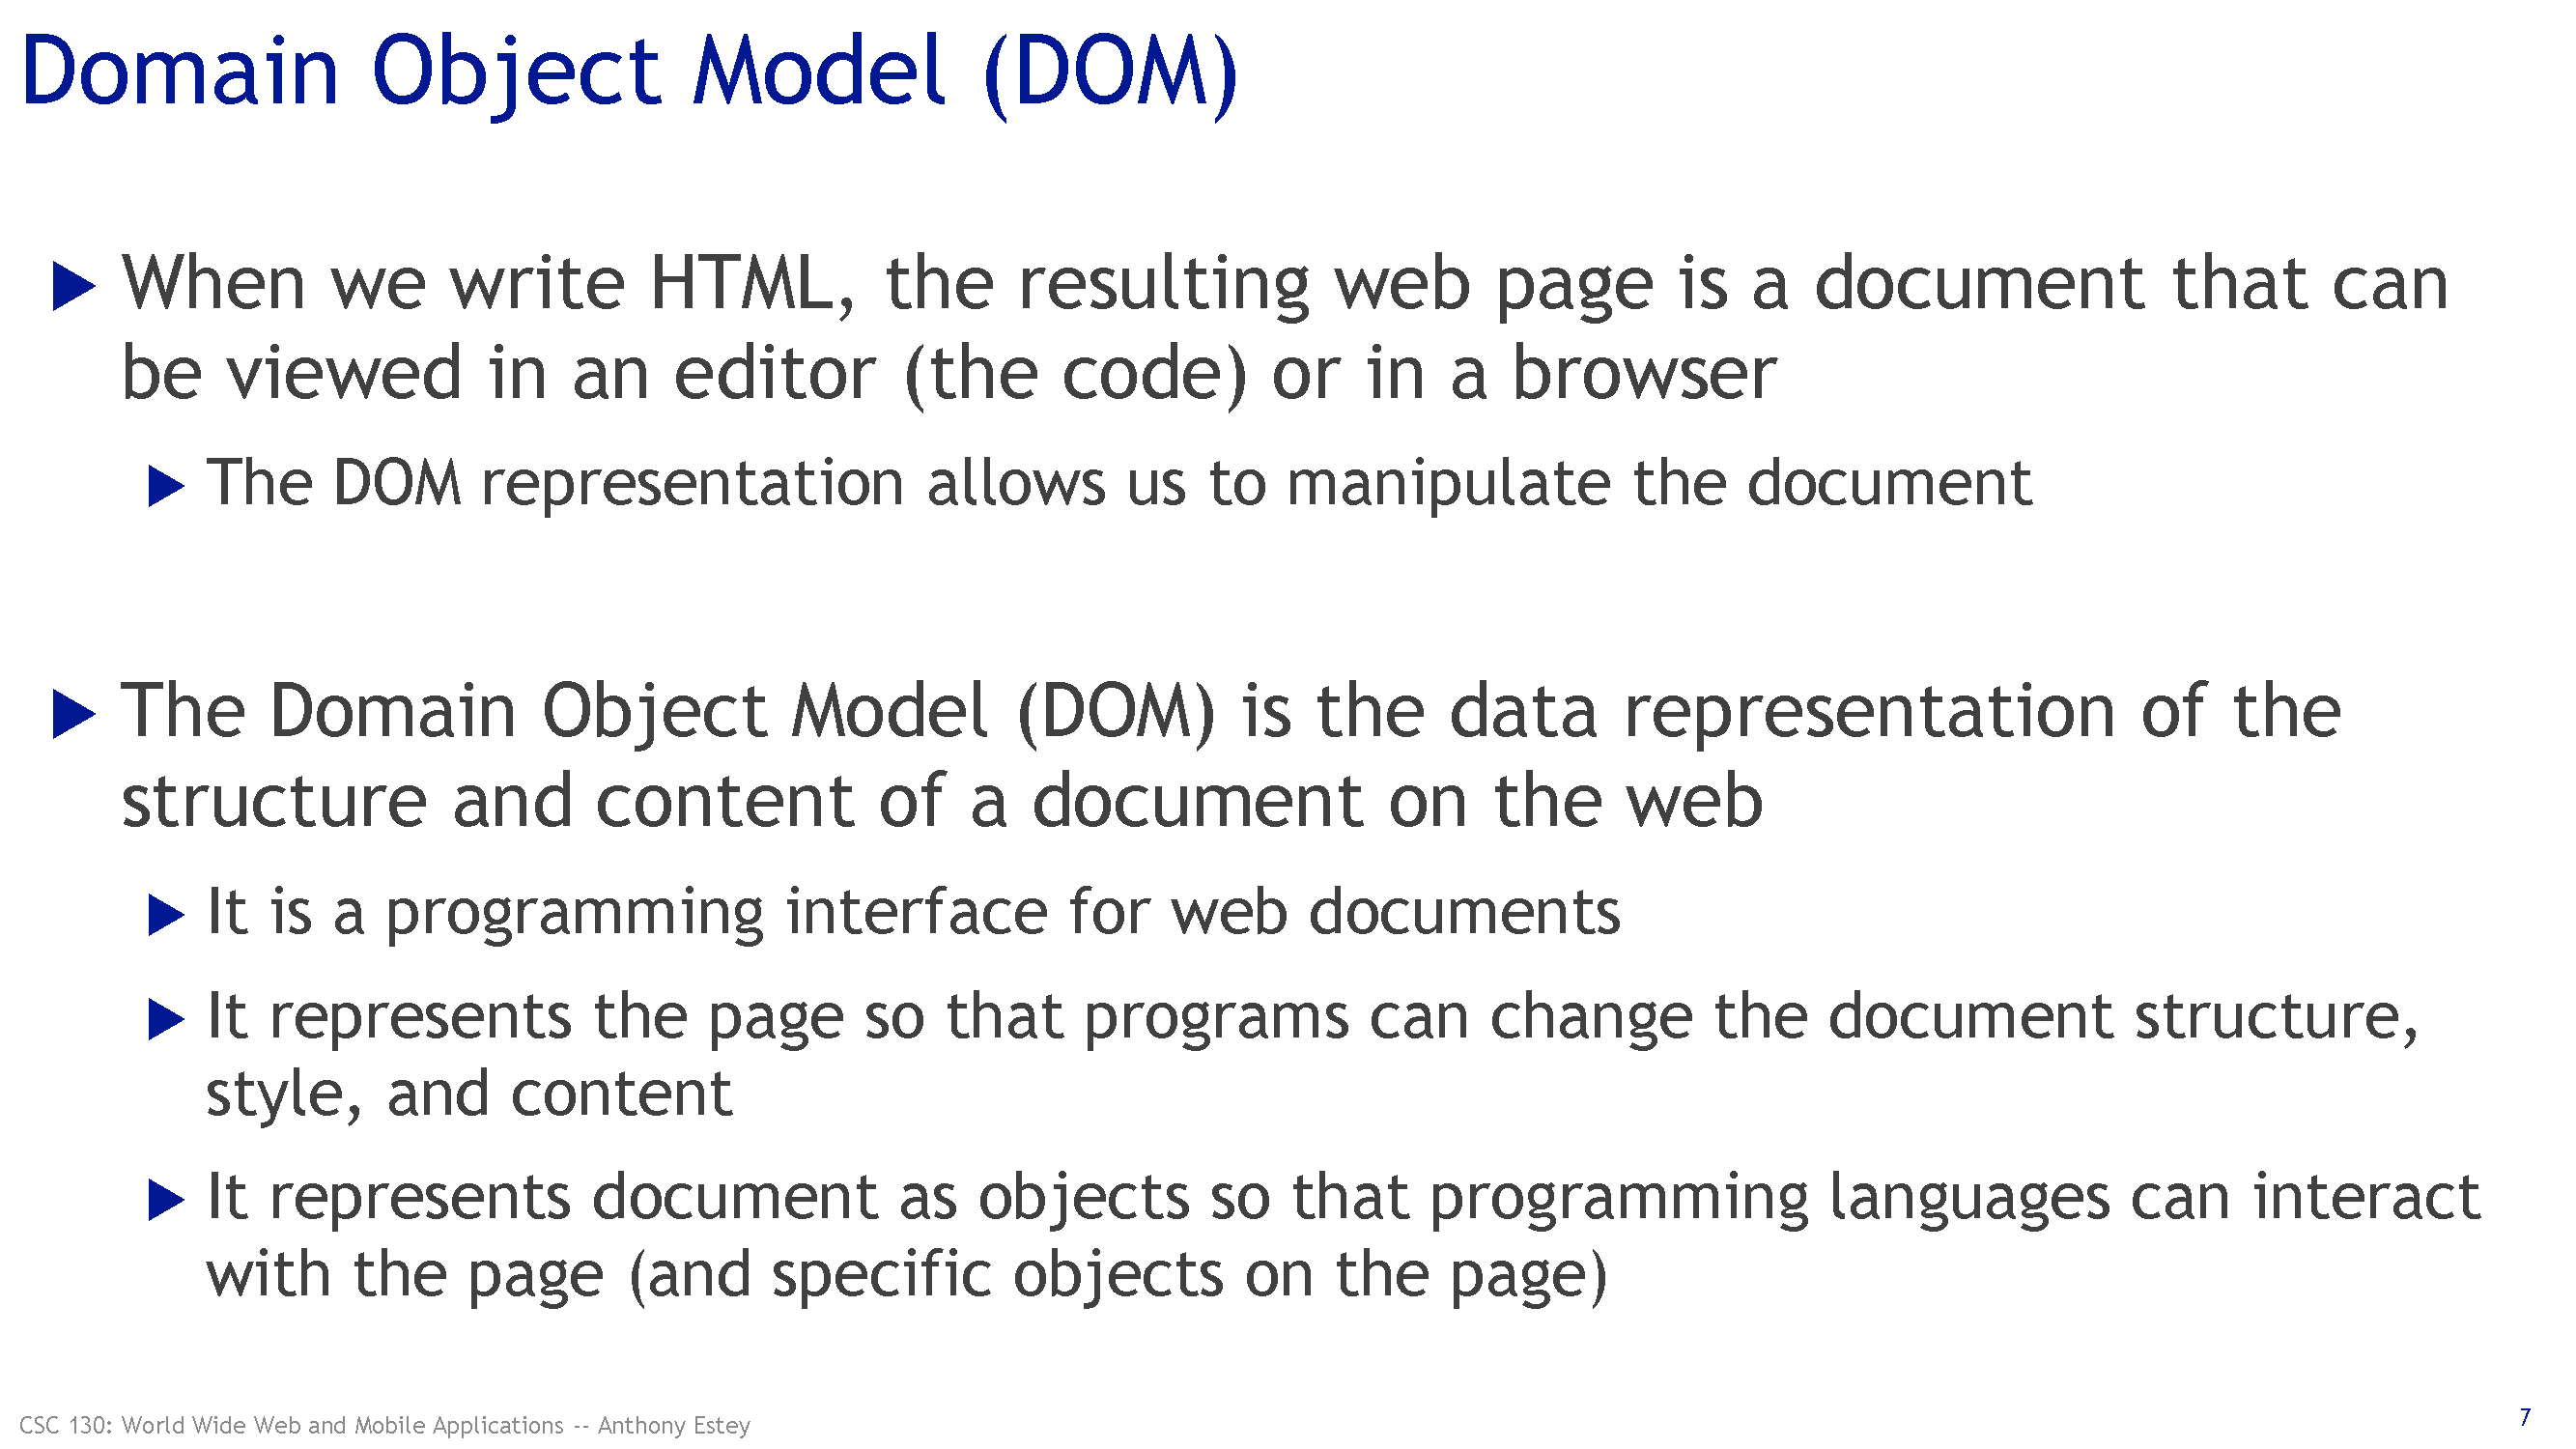 Domain Object Model (DOM)
When we write HTML, the resulting web page is a document that can
be viewed in an editor (the code) or in a browser
The DOM representation allows us to manipulate the document
The Domain Object Model (DOM) is the data representation of the
structure and content of a document on the web
It is a programming interface for web documents
It represents the page so that programs can change the document structure,
style, and content
It represents document as objects so that programming languages can interact
with the page (and specific objects on the page)
CSC 130: World Wide Web and Mobile Applications -- Anthony Estey
7